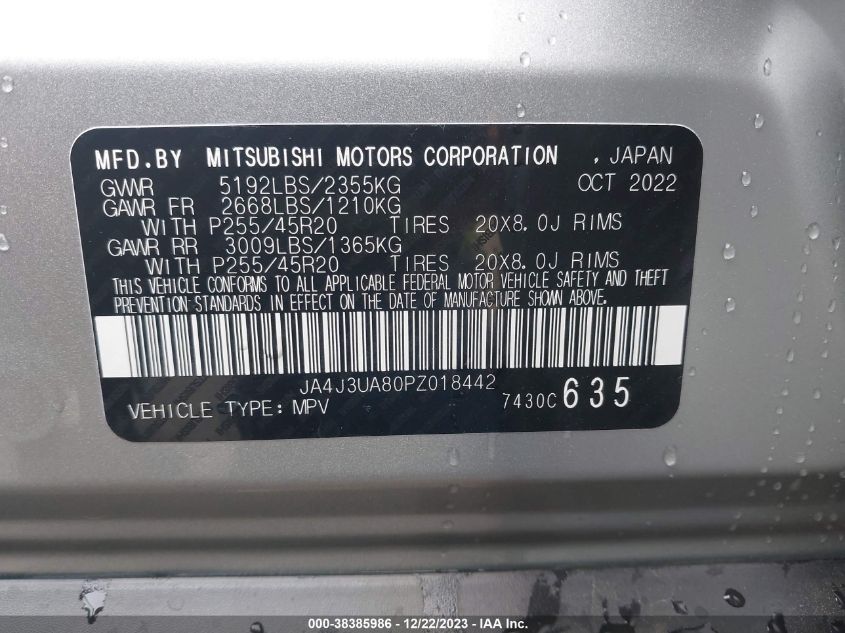 MFD.BY MITSUBISHI MOTORS CORPORATION , JAPAN
GVWR 5192LBS/2355KG OCT 2022
GAWR FR 2668LBS/1210KG
WITH P255/45R20 TIRES 20X8.0J RIMS
GAWR RR 3009LBS/1365KG
WITH P255/45R20 TIRES 20X8.0J RIMS
THIS VEHICLE CONFORMS TO ALL APPLICABLE FEDERAL MOTOR VEHICLE SAFETY AND THEFT
PREVENTION STANDARDS IN EFFECT ON THE DATE OF MANUFACTURE SHOWN ABOVE.
JA4J3UA80PZ018442
VEHICLE TYPE: MPV 7430C 635
000-38385986 - 12/22/2023 - IAA Inc.